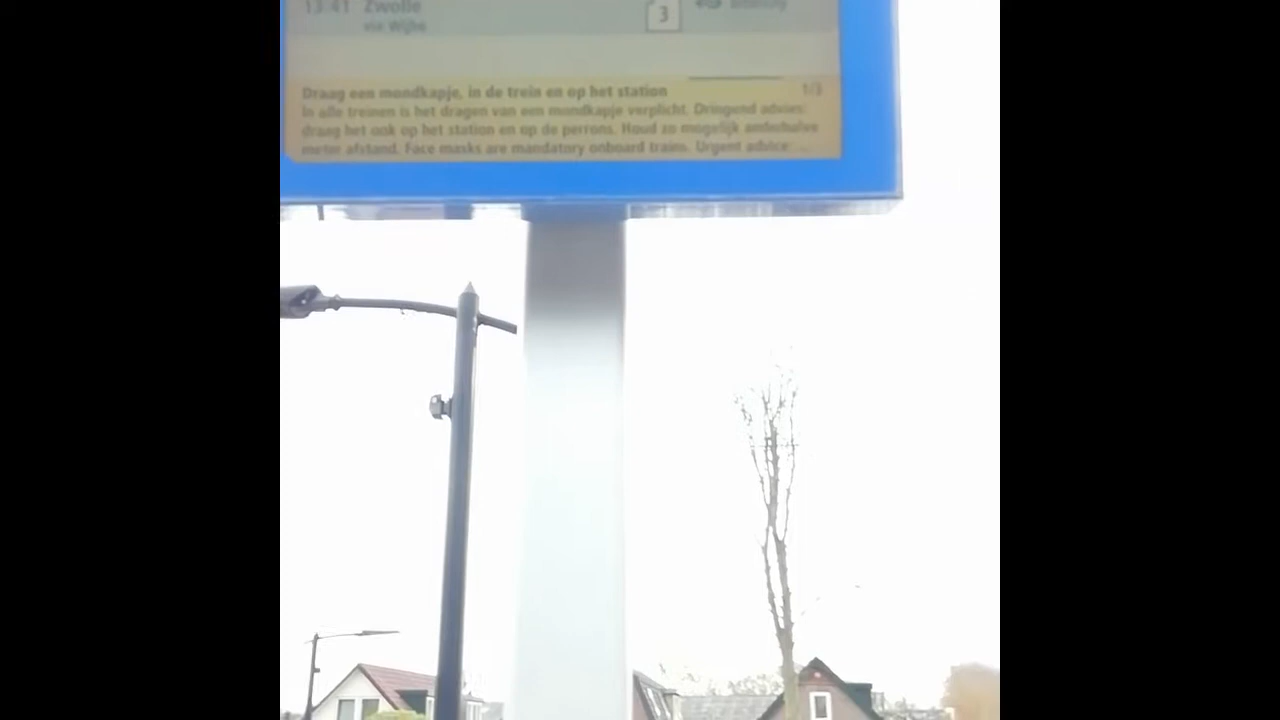 13:41 Zwolle
3
via Wijhe
Draag een mondkapje, in de trein en op het station 1/3
In alle treinen is het dragen van een mondkapje verplicht. Dringend advies:
draag het ook op het station en op de perrons. Houd zo mogelijk anderhalve
meter afstand. Face masks are mandatory onboard trains. Urgent advice: ...